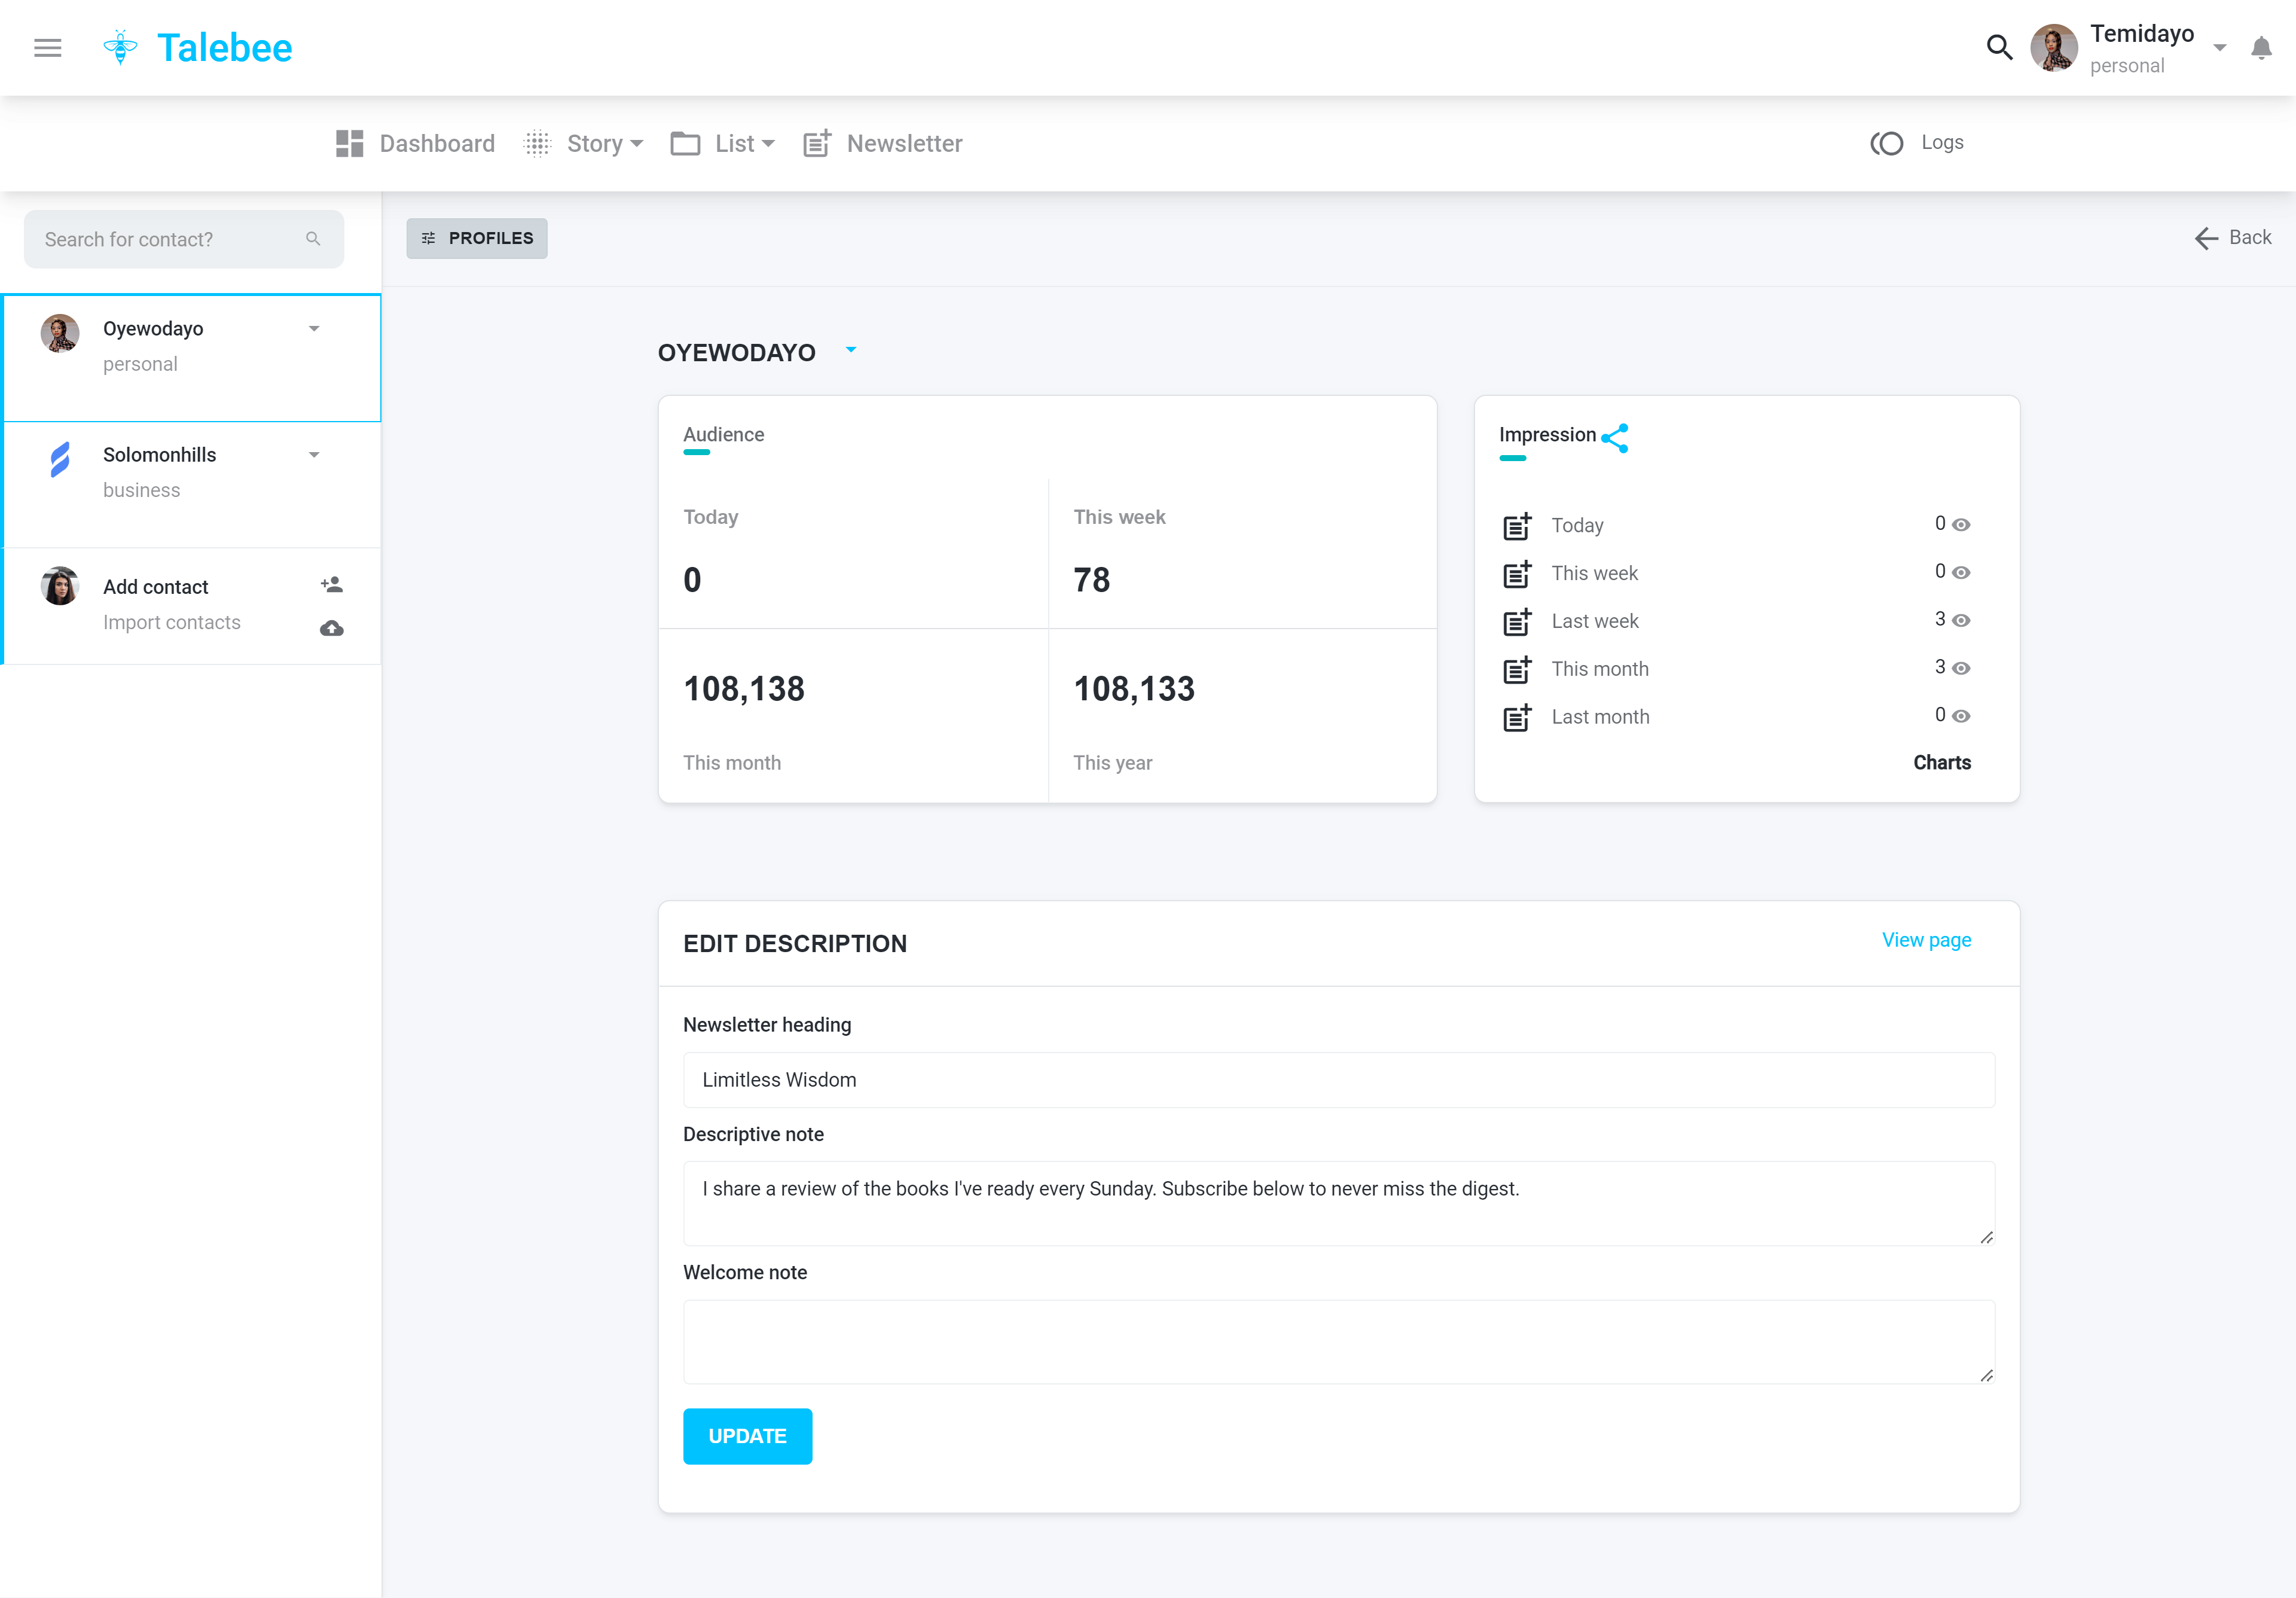 Talebee
Temidayo
personal
Dashboard
Story
List
Newsletter
Logs
Search for contact?
PROFILES
Back
Oyewodayo
personal
Solomonhills
business
Add contact
Import contacts
OYEWODAYO
Audience
Today
This week
0
78
108,138
108,133
This month
This year
Impression
Today 0
This week 0
Last week 3
This month 3
Last month 0
Charts
EDIT DESCRIPTION
View page
Newsletter heading
Limitless Wisdom
Descriptive note
I share a review of the books I've ready every Sunday. Subscribe below to never miss the digest.
Welcome note
UPDATE